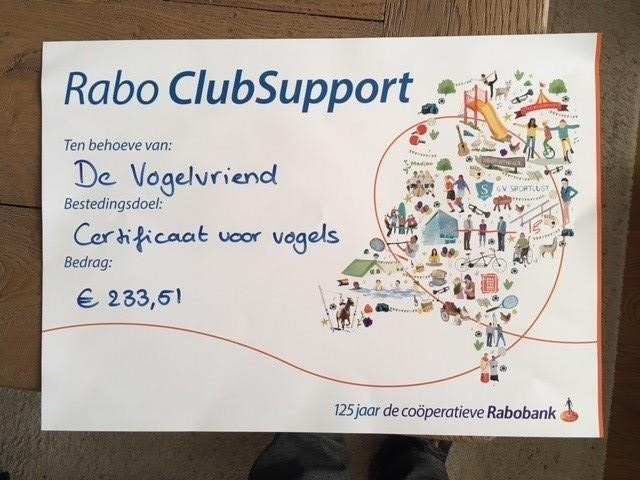 Rabo ClubSupport
Ten behoeve van:
De Vogelvriend
Bestedingsdoel:
Certificaat voor vogels
Bedrag:
€ 233,51
G.V. SPORTLUST
S
125 jaar de coöperatieve Rabobank